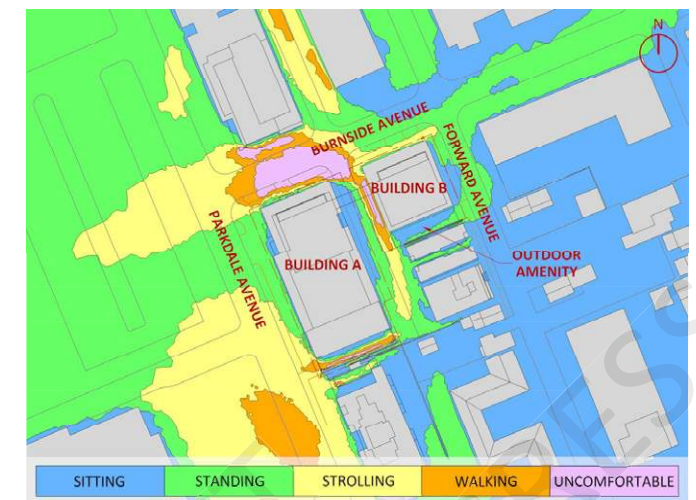 N
BURNSIDE AVENUE
FORWARD AVENUE
BUILDING B
PARKDALE AVENUE
BUILDING A
OUTDOOR
AMENITY
SITTING
STANDING
STROLLING
WALKING
UNCOMFORTABLE